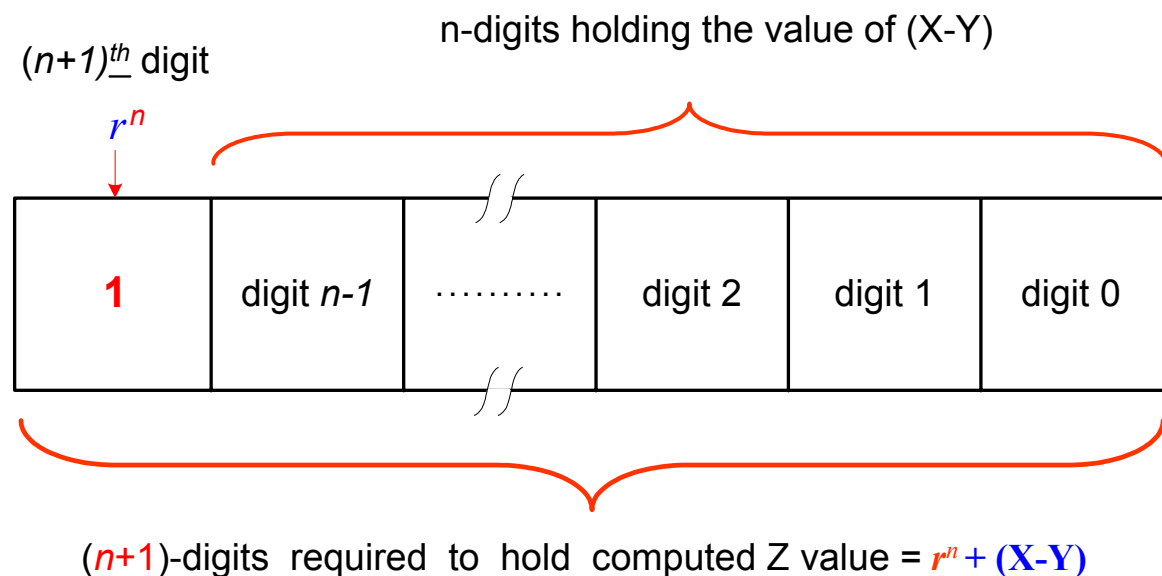 n-digits holding the value of (X-Y)
(n+1)th digit
r^n
1
digit n-1
..........
digit 2
digit 1
digit 0
(n+1)-digits required to hold computed Z value = r^n + (X-Y)